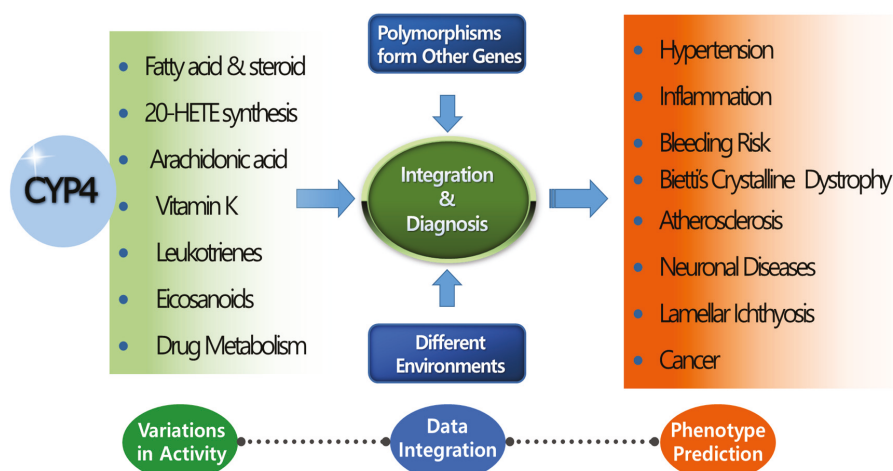 CYP4
• Fatty acid & steroid
• 20-HETE synthesis
• Arachidonic acid
• Vitamin K
• Leukotrienes
• Eicosanoids
• Drug Metabolism
Polymorphisms
form Other Genes
Integration
&
Diagnosis
Different
Environments
• Hypertension
• Inflammation
• Bleeding Risk
• Bietti's Crystalline Dystrophy
• Atherosclerosis
• Neuronal Diseases
• Lamellar Ichthyosis
• Cancer
Variations
in Activity
Data
Integration
Phenotype
Prediction